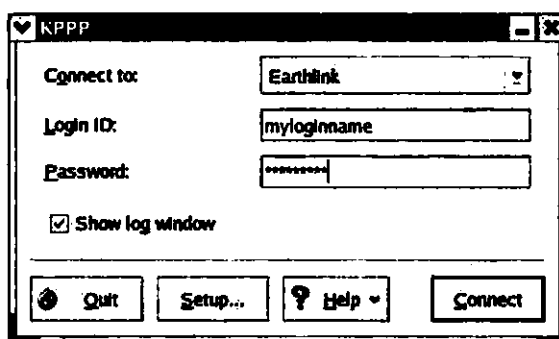 KPPP
Connect to: Earthlink
Login ID: myloginname
Password: *********
Show log window
Quit Setup... Help Connect